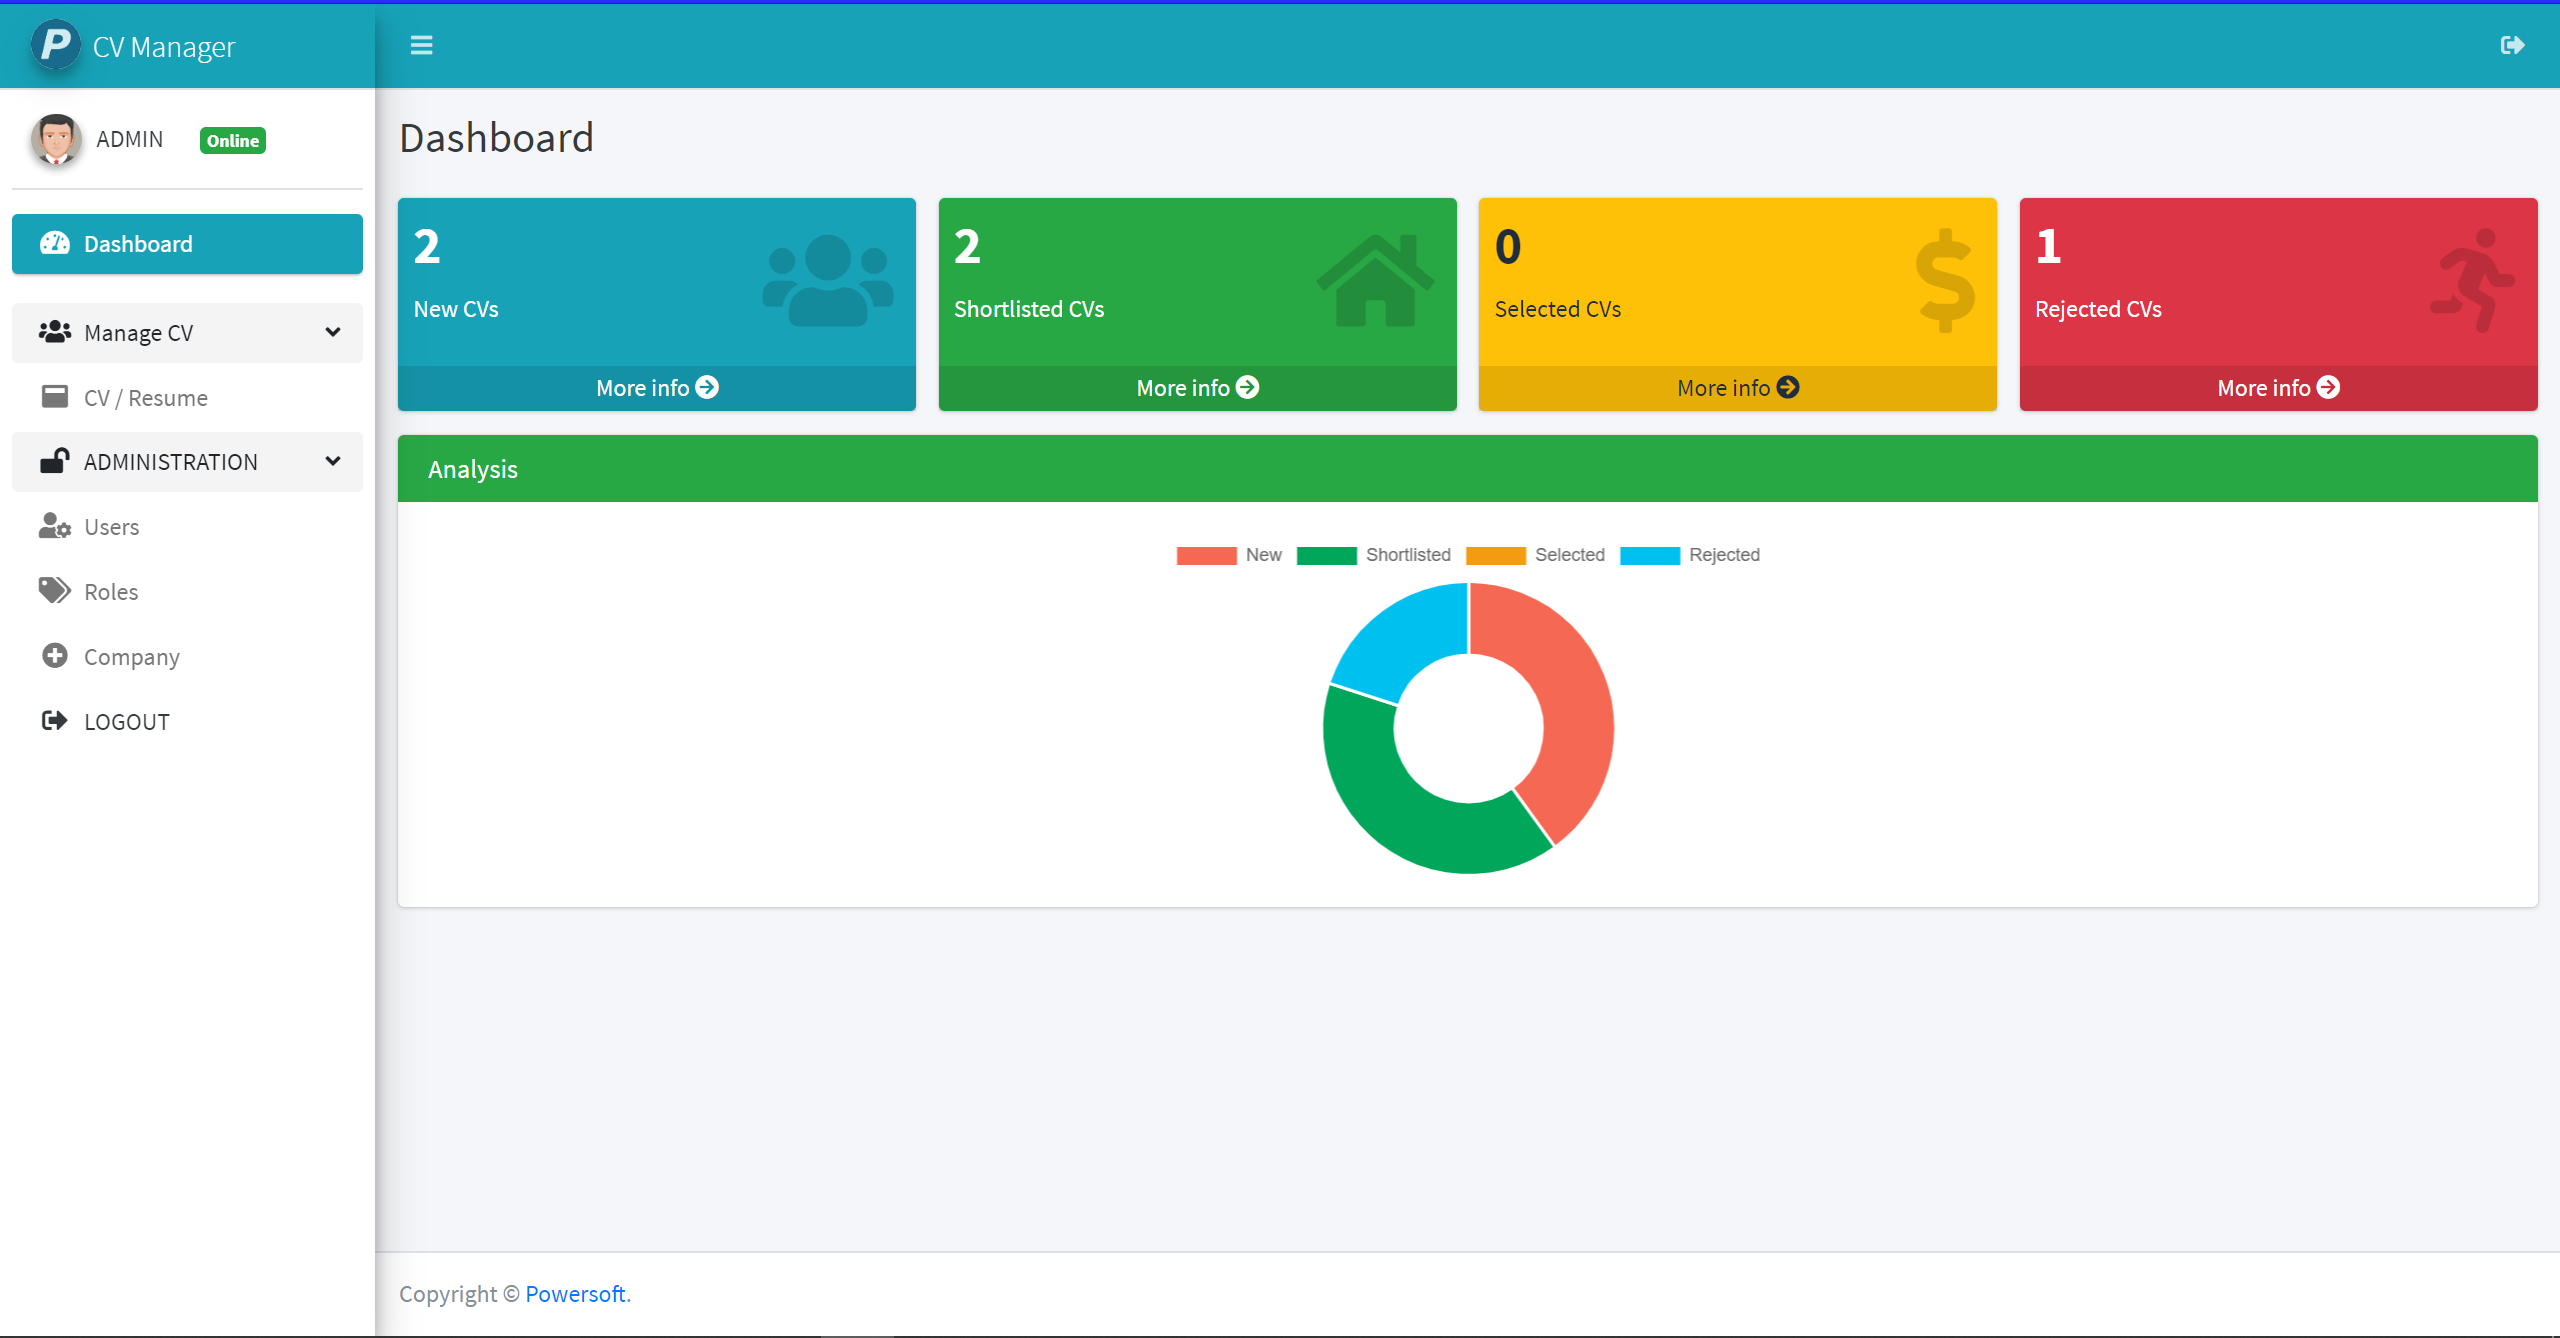 P CV Manager
ADMIN Online
Dashboard
Manage CV
CV / Resume
ADMINISTRATION
Users
Roles
Company
LOGOUT
Dashboard
2
New CVs
More info
2
Shortlisted CVs
More info
0
Selected CVs
More info
1
Rejected CVs
More info
Analysis
New Shortlisted Selected Rejected
Copyright © Powersoft.